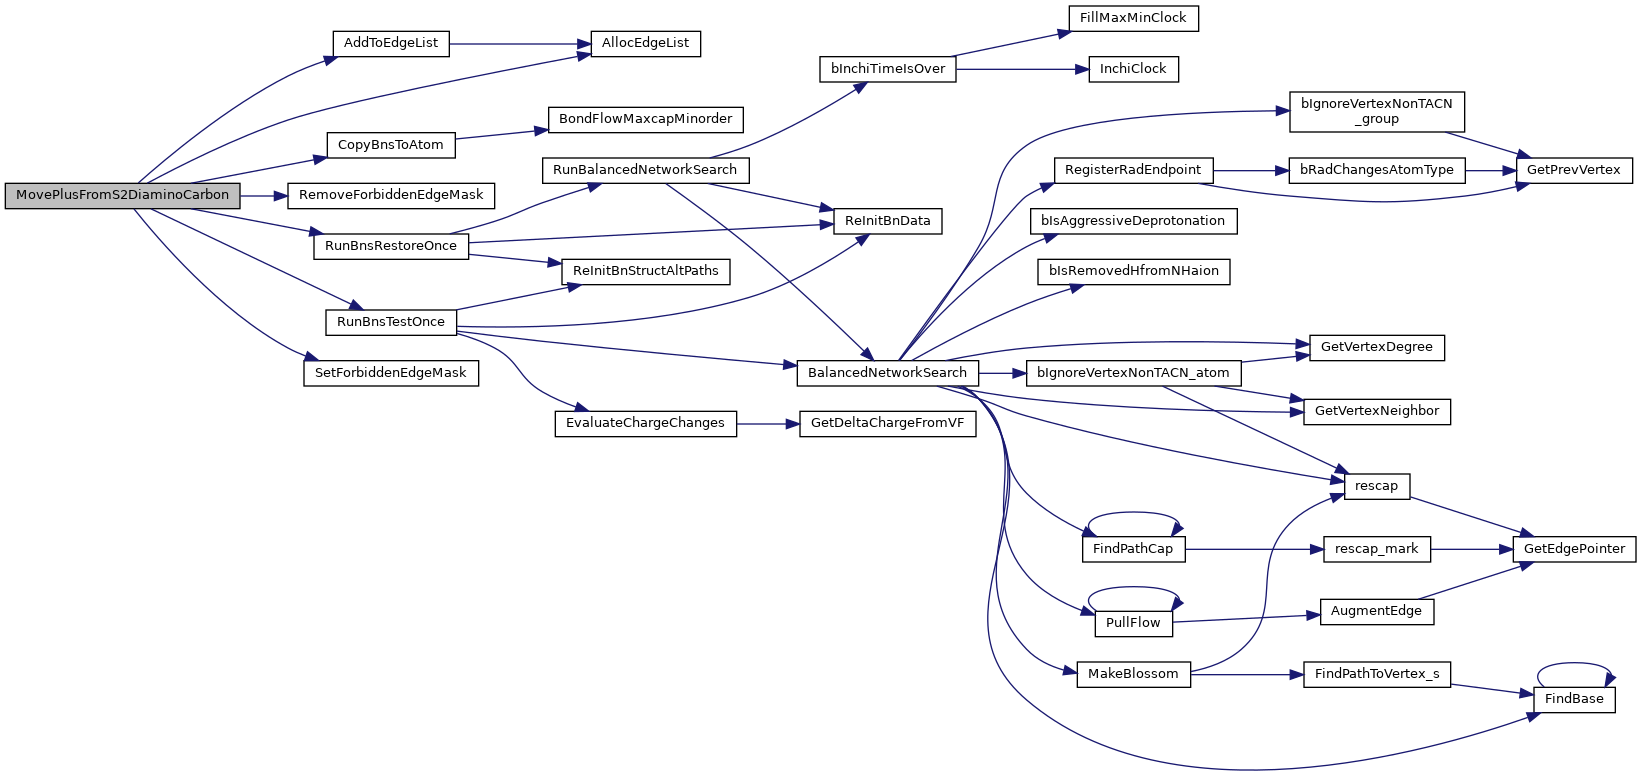 MovePlusFromS2DiaminoCarbon
AddToEdgeList
AllocEdgeList
CopyBnsToAtom
BondFlowMaxcapMinorder
RemoveForbiddenEdgeMask
RunBnsRestoreOnce
RunBalancedNetworkSearch
ReInitBnData
ReInitBnStructAltPaths
RunBnsTestOnce
SetForbiddenEdgeMask
EvaluateChargeChanges
GetDeltaChargeFromVF
bInchiTimeIsOver
FillMaxMinClock
InchiClock
BalancedNetworkSearch
bIgnoreVertexNonTACN
_group
RegisterRadEndpoint
bRadChangesAtomType
GetPrevVertex
bIsAggressiveDeprotonation
bIsRemovedHfromNHaion
bIgnoreVertexNonTACN_atom
GetVertexDegree
GetVertexNeighbor
rescap
FindPathCap
rescap_mark
GetEdgePointer
PullFlow
AugmentEdge
MakeBlossom
FindPathToVertex_s
FindBase